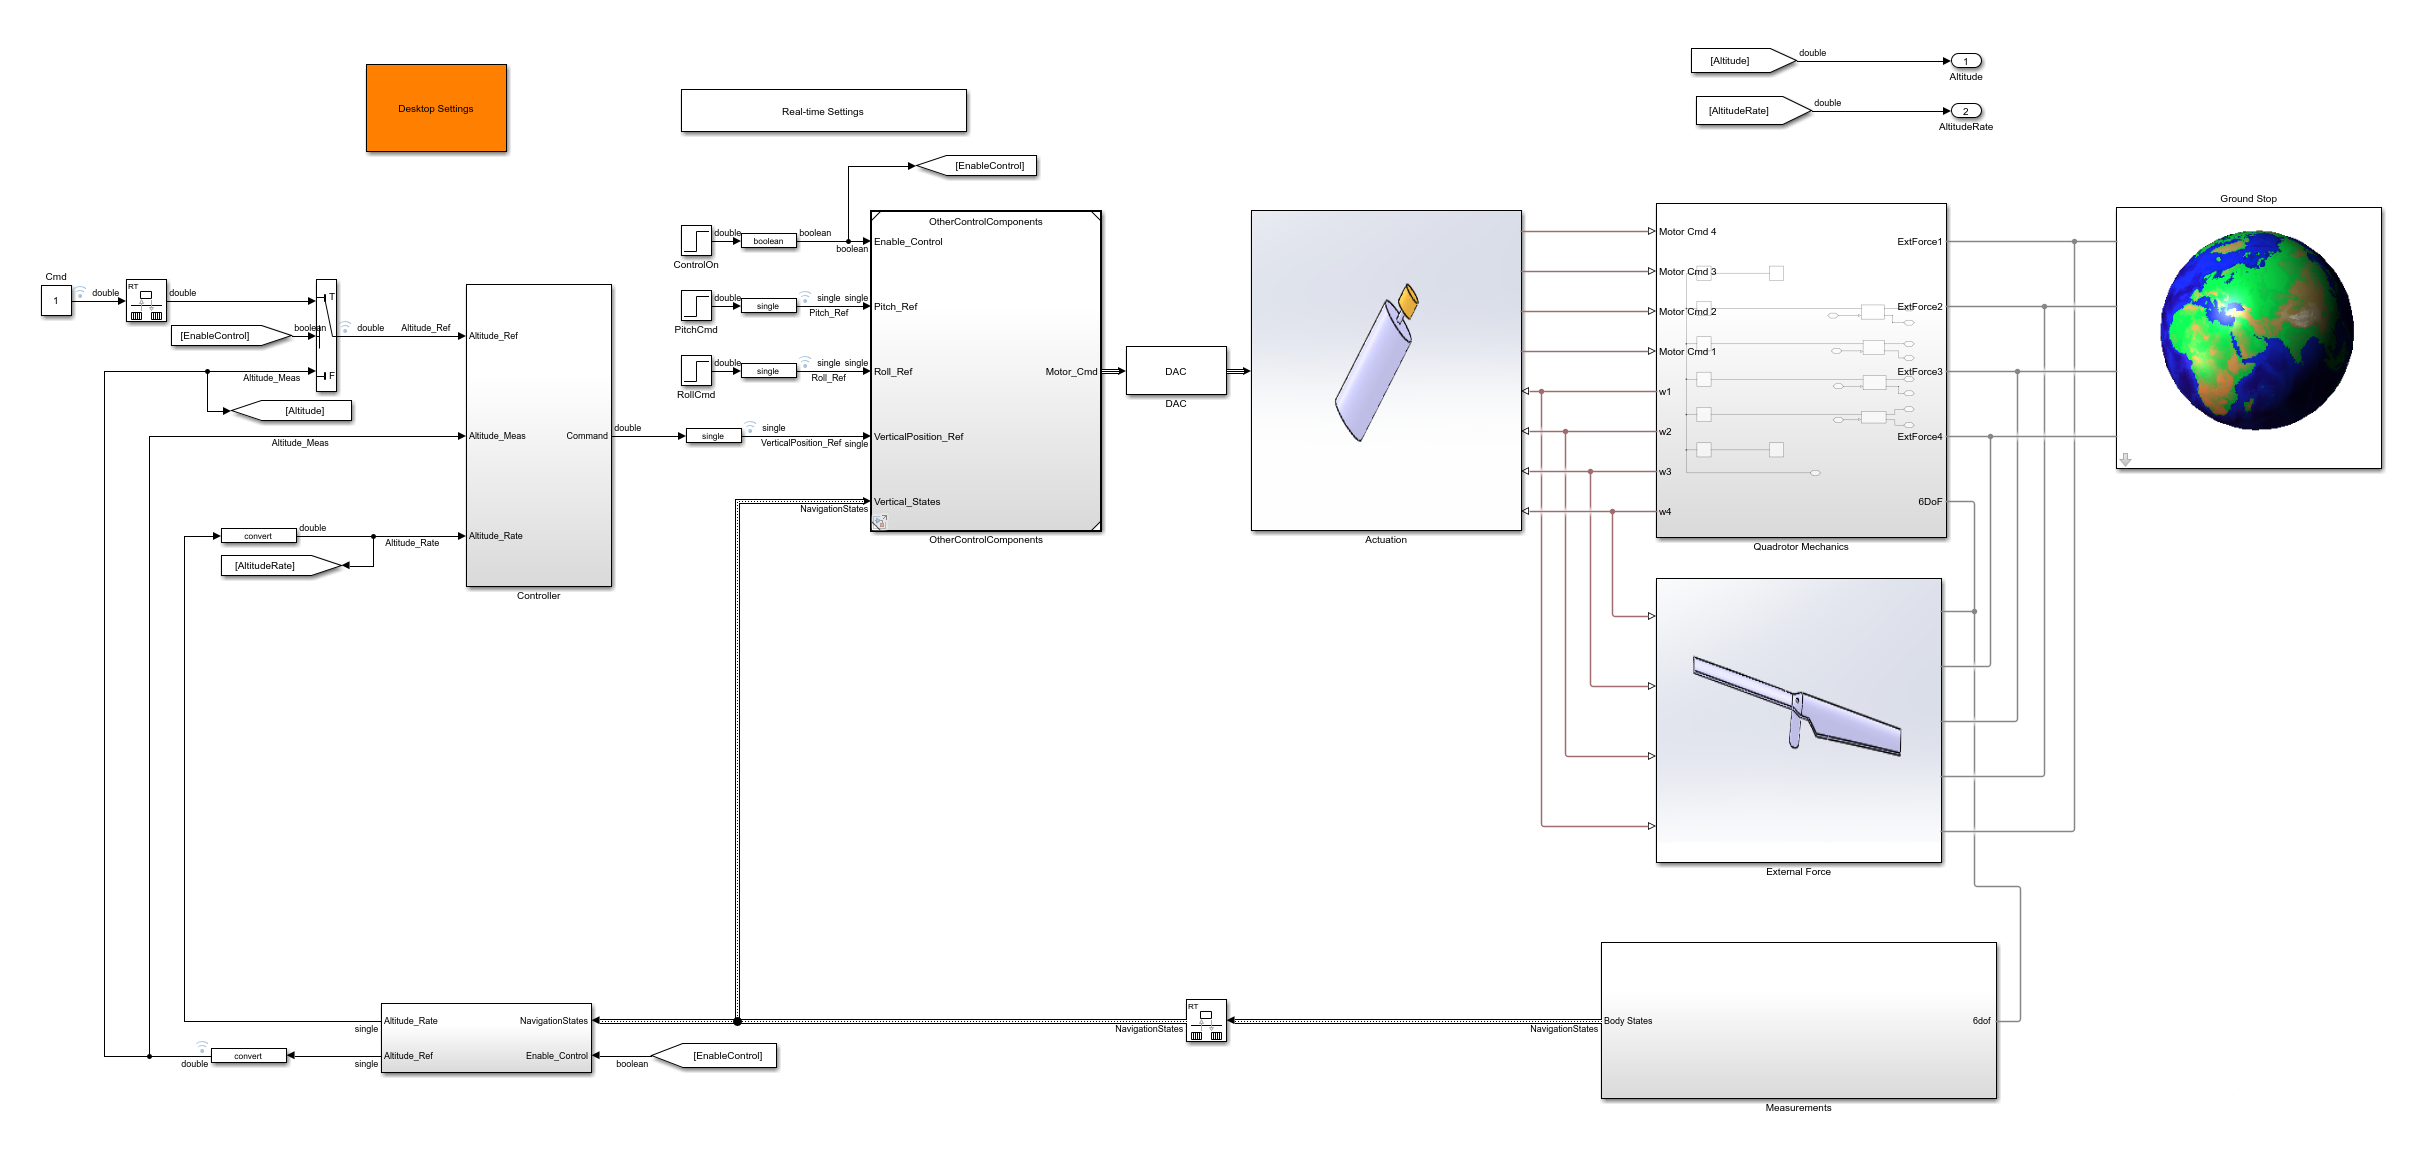 [Altitude]
double
1
Altitude
[AltitudeRate]
double
2
AltitudeRate
Desktop Settings
Real-time Settings
[EnableControl]
Ground Stop
ControlOn
double
boolean
boolean
boolean
OtherControlComponents
Enable_Control
Pitch_Ref
Roll_Ref
VerticalPosition_Ref
Vertical_States
Motor_Cmd
OtherControlComponents
PitchCmd
double
single
single
single
Pitch_Ref
RollCmd
double
single
single
single
Roll_Ref
Cmd
1
double
RT
double
[EnableControl]
boolean
T
F
double
Altitude_Ref
Altitude_Meas
[Altitude]
Altitude_Meas
convert
double
Altitude_Rate
[AltitudeRate]
Altitude_Ref
Altitude_Meas
Altitude_Rate
Command
Controller
double
single
single
VerticalPosition_Ref
single
NavigationStates
DAC
DAC
Actuation
Motor Cmd 4
Motor Cmd 3
Motor Cmd 2
Motor Cmd 1
w1
w2
w3
w4
ExtForce1
ExtForce2
ExtForce3
ExtForce4
6DoF
Quadrotor Mechanics
External Force
Altitude_Rate
Altitude_Ref
NavigationStates
Enable_Control
single
single
convert
double
boolean
[EnableControl]
NavigationStates
RT
NavigationStates
Body States
6dof
Measurements